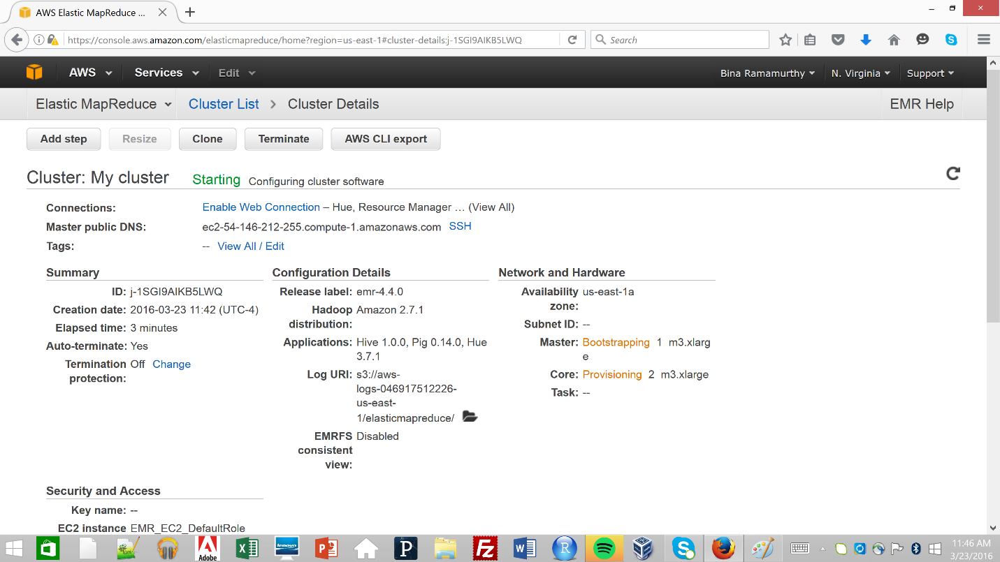 AWS Elastic MapReduce ...
https://console.aws.amazon.com/elasticmapreduce/home?region=us-east-1#cluster-details:j-1SGI9AIKB5LWQ
Search
AWS Services Edit Bina Ramamurthy N. Virginia Support
Elastic MapReduce Cluster List Cluster Details EMR Help
Add step Resize Clone Terminate AWS CLI export
Cluster: My cluster Starting Configuring cluster software
Connections: Enable Web Connection – Hue, Resource Manager ... (View All)
Master public DNS: ec2-54-146-212-255.compute-1.amazonaws.com SSH
Tags: -- View All / Edit
Summary
ID: j-1SGI9AIKB5LWQ
Creation date: 2016-03-23 11:42 (UTC-4)
Elapsed time: 3 minutes
Auto-terminate: Yes
Termination Off Change
protection:
Configuration Details
Release label: emr-4.4.0
Hadoop Amazon 2.7.1
distribution:
Applications: Hive 1.0.0, Pig 0.14.0, Hue
3.7.1
Log URI: s3://aws-
logs-046917512226-
us-east-
1/elasticmapreduce/
EMRFS Disabled
consistent
view:
Network and Hardware
Availability us-east-1a
zone:
Subnet ID: --
Master: Bootstrapping 1 m3.xlarg
e
Core: Provisioning 2 m3.xlarge
Task: --
Security and Access
Key name: --
EC2 instance EMR_EC2_DefaultRole
Adobe
lenovo
11:46 AM
3/23/2016